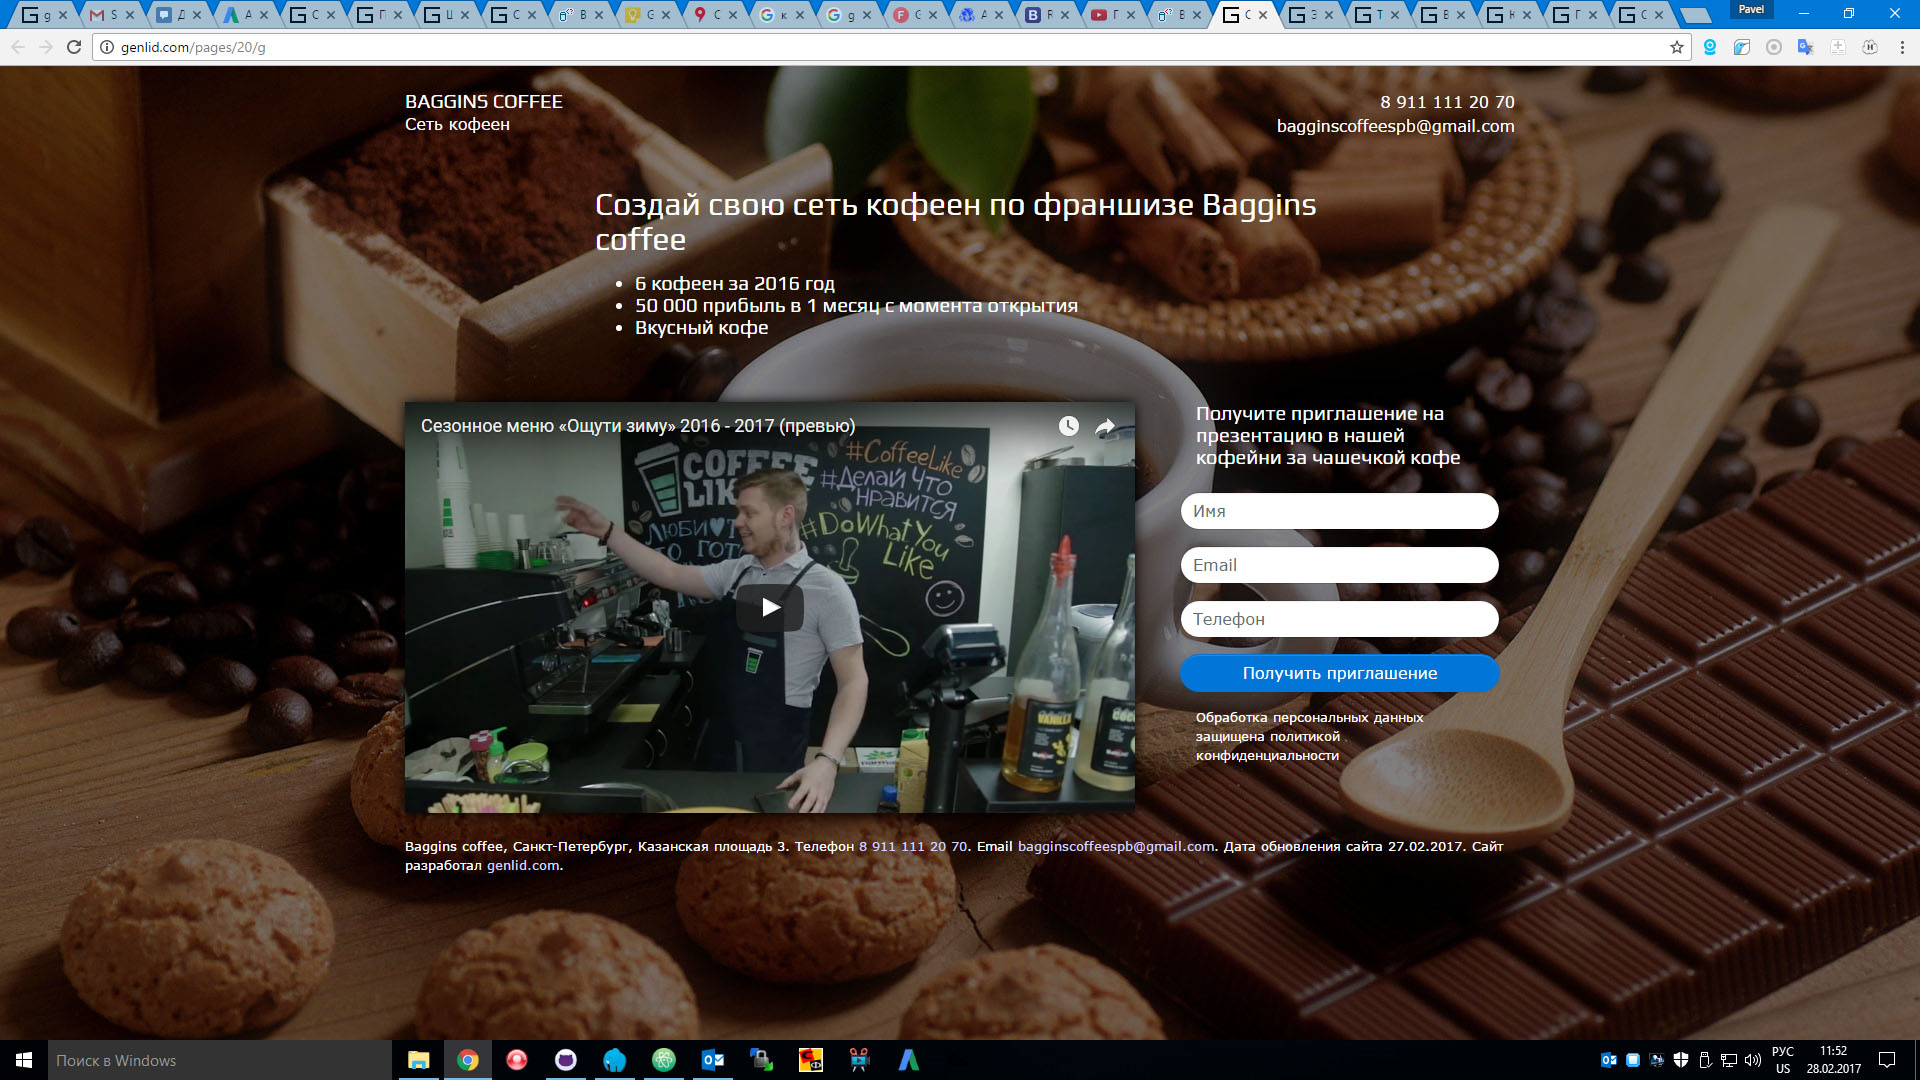 Pavel
genlid.com/pages/20/g
BAGGINS COFFEE
Сеть кофеен
8 911 111 20 70
bagginscoffeespb@gmail.com
Создай свою сеть кофеен по франшизе Baggins
coffee
6 кофеен за 2016 год
50 000 прибыль в 1 месяц с момента открытия
Вкусный кофе
Сезонное меню «Ощути зиму» 2016 - 2017 (превью)
COFFEE
LIK
#CoffeeLike
#Делай что
нравится
#DoWhatYou
Like
VANILLA
Получите приглашение на
презентацию в нашей
кофейни за чашечкой кофе
Имя
Email
Телефон
Получить приглашение
Обработка персональных данных
защищена политикой
конфиденциальности
Baggins coffee, Санкт-Петербург, Казанская площадь 3. Телефон 8 911 111 20 70. Email bagginscoffeespb@gmail.com. Дата обновления сайта 27.02.2017. Сайт
разработал genlid.com.
Поиск в Windows
РУС
US
11:52
28.02.2017